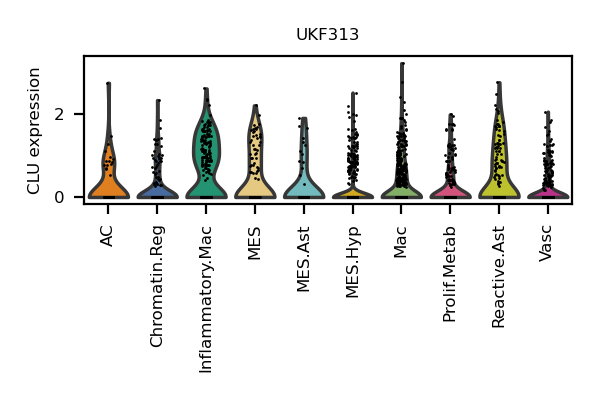 UKF313
CLU expression
2
0
AC
Chromatin.Reg
Inflammatory.Mac
MES
MES.Ast
MES.Hyp
Mac
Prolif.Metab
Reactive.Ast
Vasc